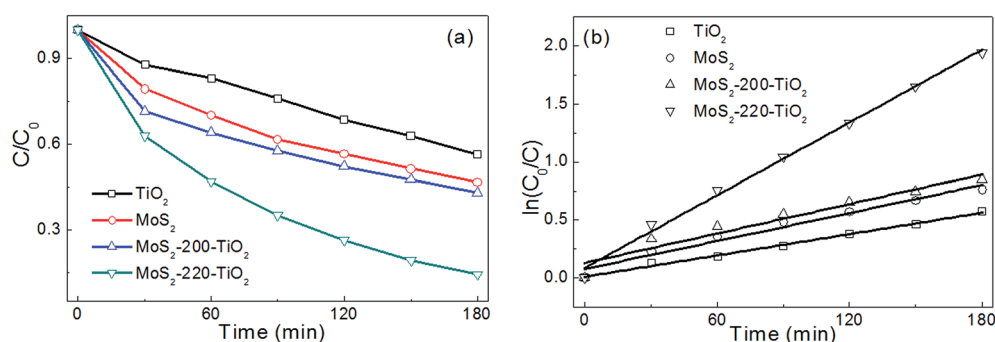 (a)
C/C₀
0.9
0.6
0.3
TiO₂
MoS₂
MoS₂-200-TiO₂
MoS₂-220-TiO₂
0 60 120 180
Time (min)
(b)
ln(C₀/C)
2.0
1.5
1.0
0.5
0.0
TiO₂
MoS₂
MoS₂-200-TiO₂
MoS₂-220-TiO₂
0 60 120 180
Time (min)